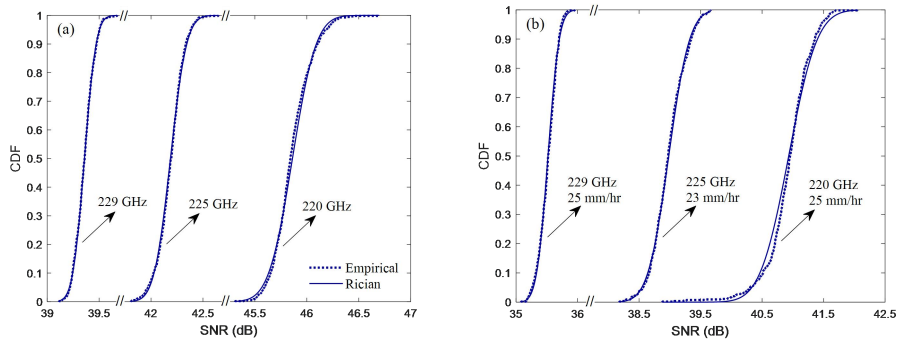 (a)
CDF
1
0.9
0.8
0.7
0.6
0.5
0.4
0.3
0.2
0.1
0
229 GHz
225 GHz
220 GHz
Empirical
Rician
39
39.5
42
42.5
45.5
46
46.5
47
SNR (dB)
(b)
CDF
1
0.9
0.8
0.7
0.6
0.5
0.4
0.3
0.2
0.1
0
229 GHz
25 mm/hr
225 GHz
23 mm/hr
220 GHz
25 mm/hr
35
35.5
36
38.5
39.5
40.5
41.5
42.5
SNR (dB)